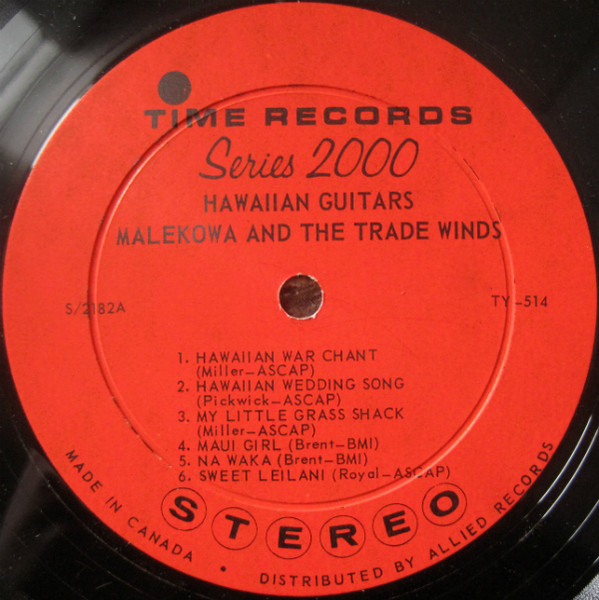 TIME RECORDS
Series 2000
HAWAIIAN GUITARS
MALEKOWA AND THE TRADE WINDS
S/2182A
TY-514
1. HAWAIIAN WAR CHANT
(Miller-ASCAP)
2. HAWAIIAN WEDDING SONG
(Pickwick-ASCAP)
3. MY LITTLE GRASS SHACK
(Miller-ASCAP)
4. MAUI GIRL (Brent-BMI)
5. NA WAKA (Brent-BMI)
6. SWEET LEILANI (Royal-ASCAP)
STEREO
MADE IN CANADA • DISTRIBUTED BY ALLIED RECORDS